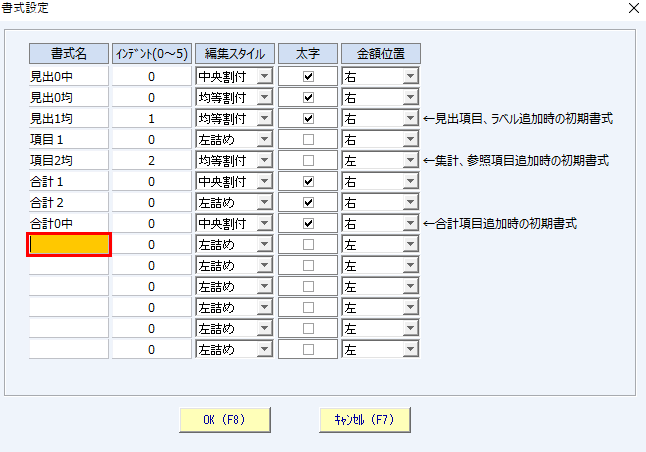 書式設定
書式名 ｲﾝﾃﾞﾝﾄ(0～5) 編集スタイル 太字 金額位置
見出0中 0 中央割付 右
見出0均 0 均等割付 右
見出1均 1 均等割付 右 ←見出項目、ラベル追加時の初期書式
項目１ 0 左詰め 右
項目2均 2 均等割付 左 ←集計、参照項目追加時の初期書式
合計１ 0 中央割付 右
合計２ 0 左詰め 右
合計0中 0 中央割付 右 ←合計項目追加時の初期書式
0 左詰め 左
0 左詰め 左
0 左詰め 左
0 左詰め 左
0 左詰め 左
0 左詰め 左
OK (F8) ｷｬﾝｾﾙ (F7)